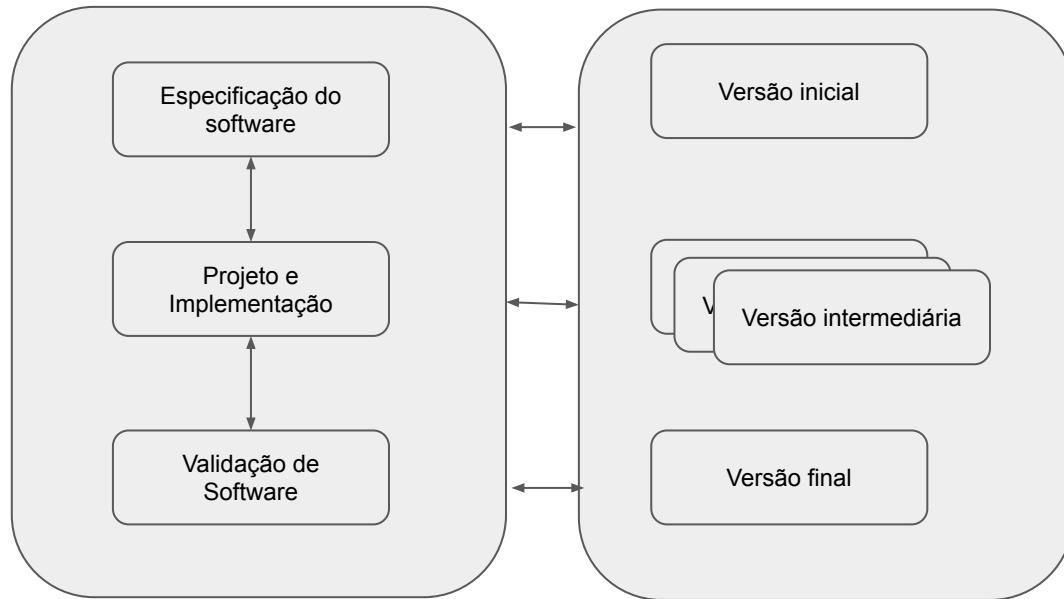 Especificação do
software
Versão inicial
Projeto e
Implementação
V
Versão intermediária
Validação de
Software
Versão final